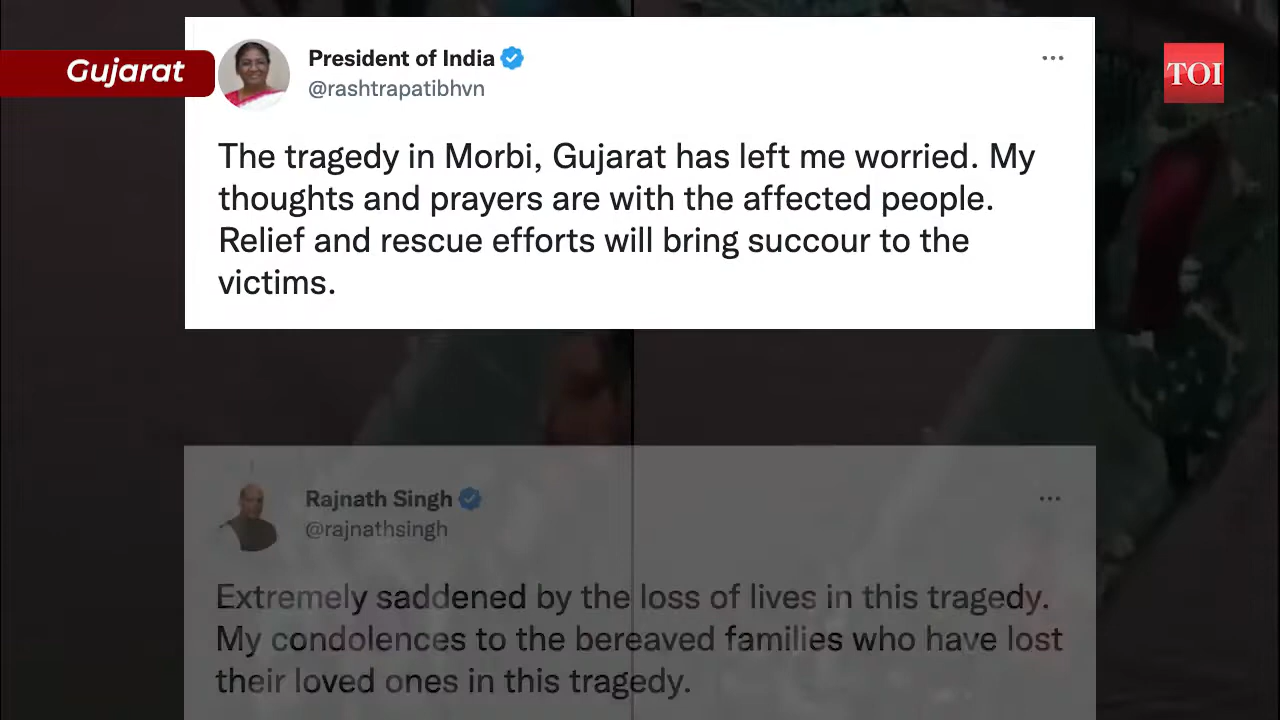 Gujarat
TOI
President of India
@rashtrapatibhvn
The tragedy in Morbi, Gujarat has left me worried. My
thoughts and prayers are with the affected people.
Relief and rescue efforts will bring succour to the
victims.
Rajnath Singh
@rajnathsingh
Extremely saddened by the loss of lives in this tragedy.
My condolences to the bereaved families who have lost
their loved ones in this tragedy.